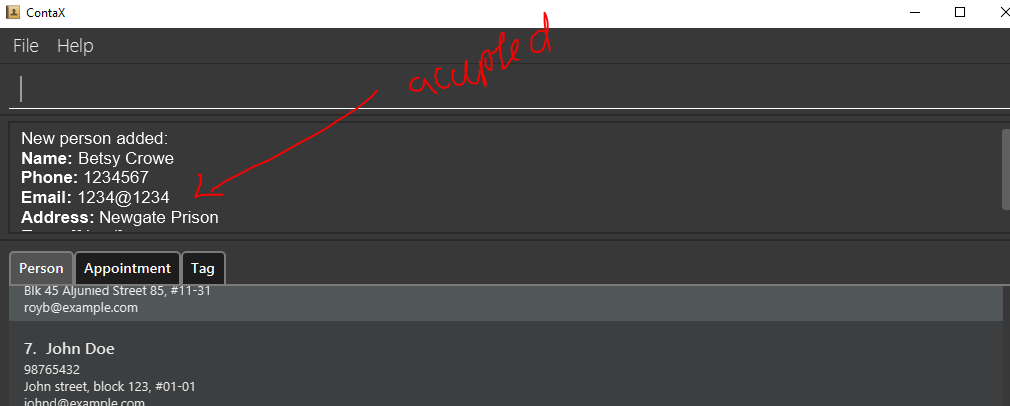 ContaX
File Help
acupted
New person added:
Name: Betsy Crowe
Phone: 1234567
Email: 1234@1234
Address: Newgate Prison
Person Appointment Tag
Blk 45 Aljunied Street 85, #11-31
royb@example.com
7. John Doe
98765432
John street, block 123, #01-01
johnd@example.com